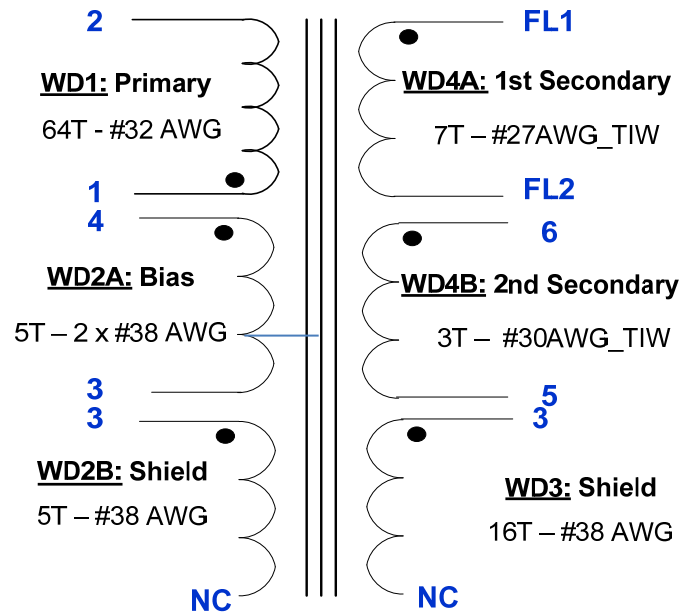 2
WD1: Primary
64T - #32 AWG
1
4
WD2A: Bias
5T – 2 x #38 AWG
3
3
WD2B: Shield
5T – #38 AWG
NC
FL1
WD4A: 1st Secondary
7T – #27AWG_TIW
FL2
6
WD4B: 2nd Secondary
3T – #30AWG_TIW
5
3
WD3: Shield
16T – #38 AWG
NC